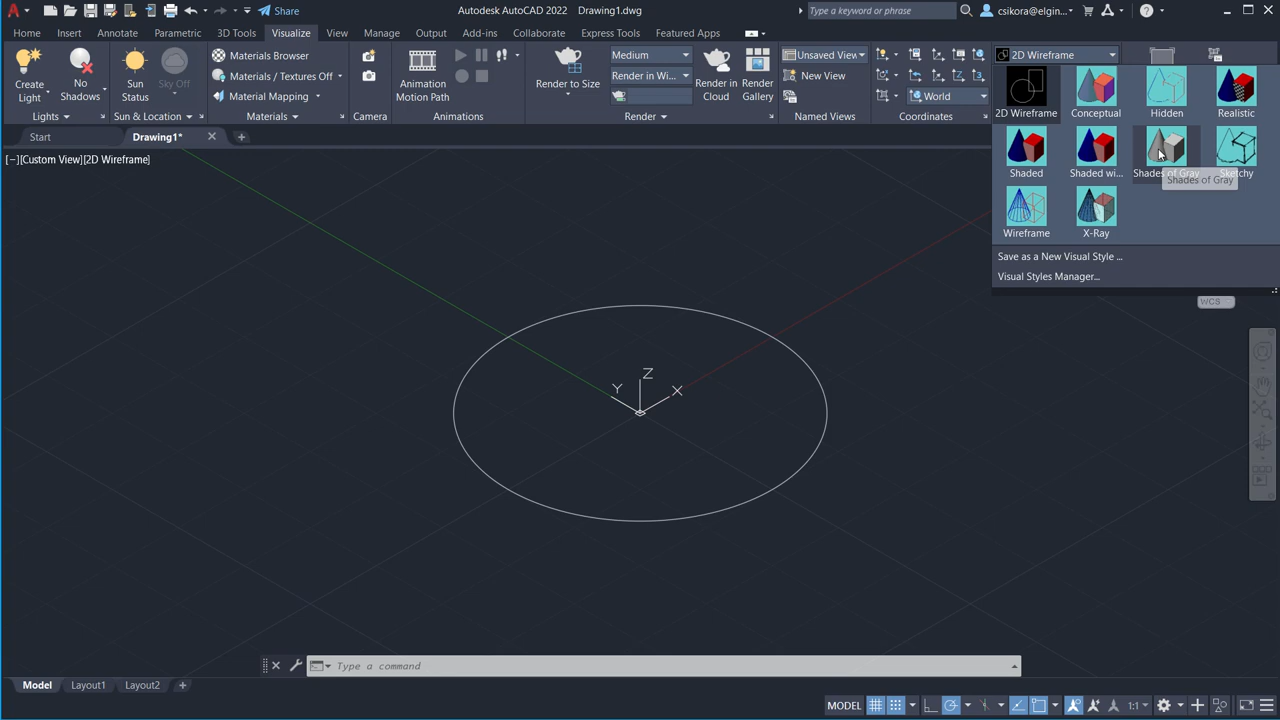 A Share Autodesk AutoCAD 2022 Drawing1.dwg Type a keyword or phrase csikora@elgin... ?
Home Insert Annotate Parametric 3D Tools Visualize View Manage Output Add-ins Collaborate Express Tools Featured Apps
Create
Light
No
Shadows
Lights
Sun
Status
Sky Off
Sun & Location
Materials Browser
Materials / Textures Off
Material Mapping
Materials
Camera
Animation
Motion Path
Animations
Render to Size
Medium
Render in Wi...
Render in
Cloud
Render
Gallery
Render
Unsaved View
New View
Named Views
World
Coordinates
2D Wireframe
2D Wireframe Conceptual Hidden Realistic
Shaded Shaded wi... Shades of Gray Sketchy
Shades of Gray
Wireframe X-Ray
Save as a New Visual Style ...
Visual Styles Manager...
Start Drawing1* +
[−][Custom View][2D Wireframe]
WCS
Z
Y X
Type a command
Model Layout1 Layout2 +
MODEL 1:1